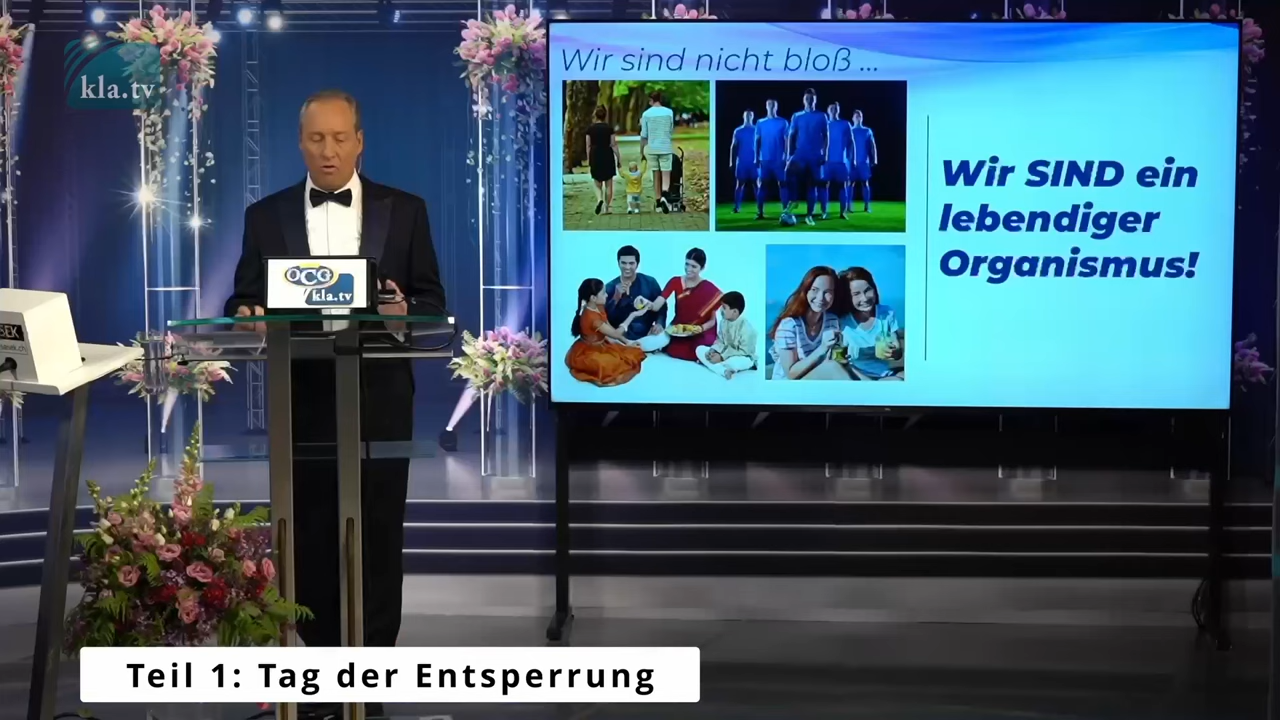 kla.tv
Wir sind nicht bloß ...
Wir SIND ein
lebendiger
Organismus!
OCG
kla.tv
Teil 1: Tag der Entsperrung